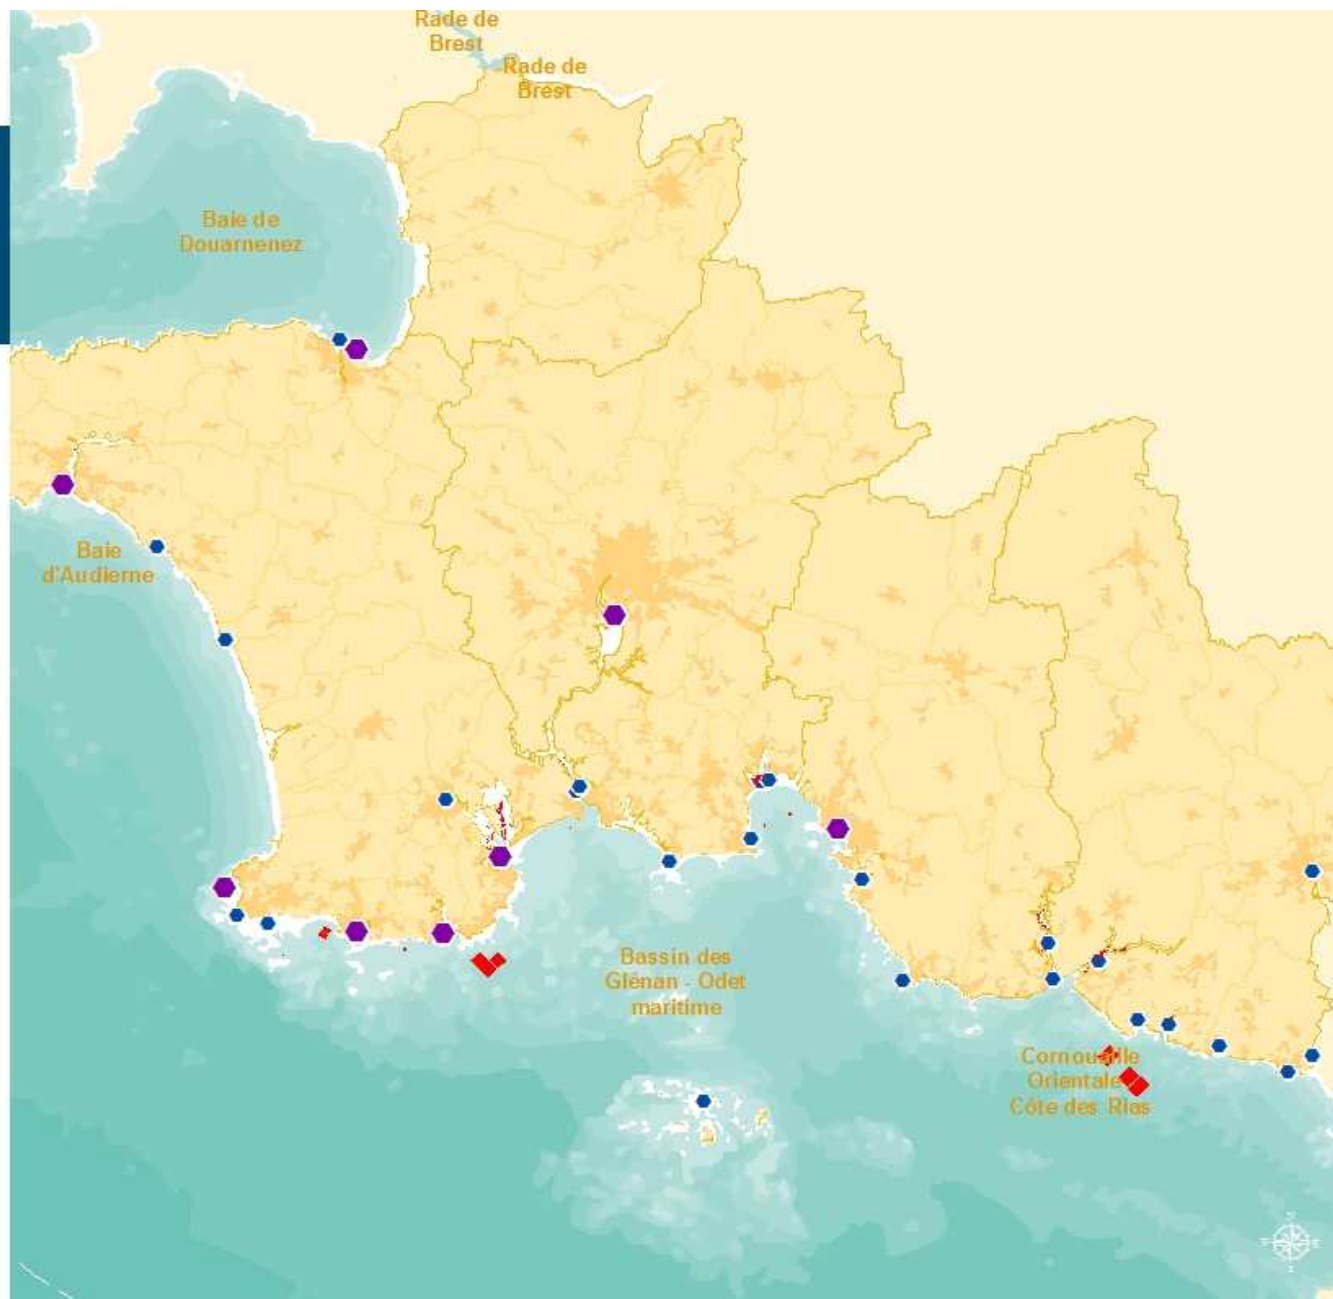 Rade de
Brest
Rade de
Brest
Baie de
Douarnenez
Baie
d'Audierne
Bassin des
Glénan - Odet
maritime
Cornouaille
Orientale
Côte des Rias